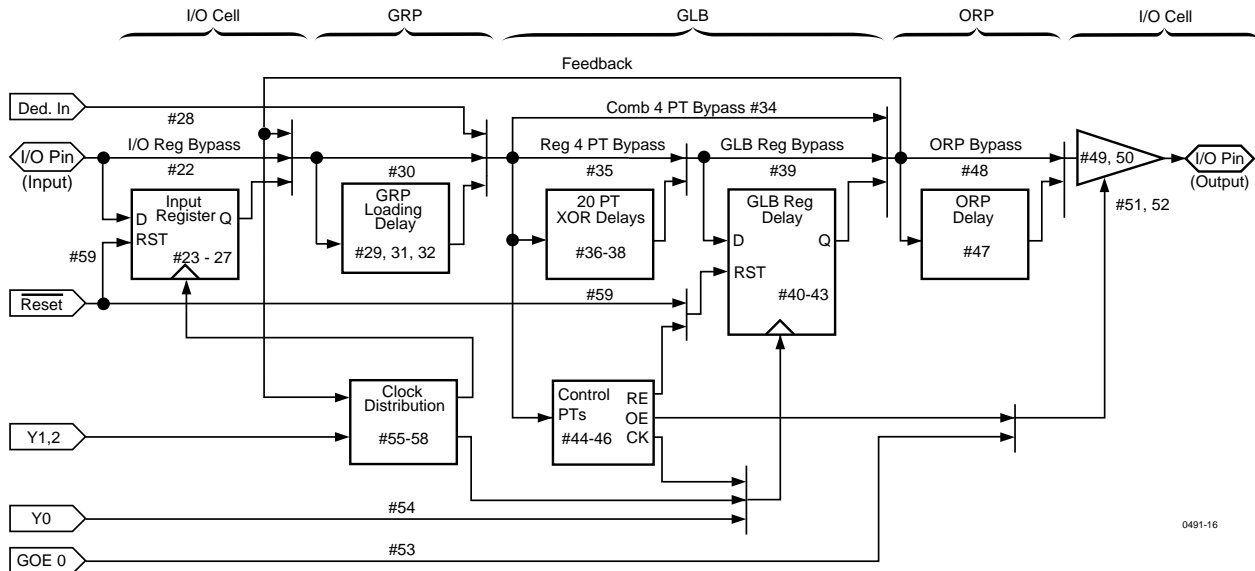 I/O Cell
GRP
GLB
ORP
I/O Cell
Feedback
Ded. In
#28
Comb 4 PT Bypass #34
I/O Pin
(Input)
I/O Reg Bypass
#22
#30
Reg 4 PT Bypass
#35
GLB Reg Bypass
#39
ORP Bypass
#48
#49, 50
I/O Pin
(Output)
#51, 52
Input
Register
D
Q
RST
#23 - 27
#59
GRP
Loading
Delay
#29, 31, 32
20 PT
XOR Delays
#36-38
GLB Reg
Delay
D
Q
RST
#40-43
ORP
Delay
#47
Reset
#59
Clock
Distribution
#55-58
Control
PTs
#44-46
RE
OE
CK
Y1,2
Y0
#54
GOE 0
#53
0491-16